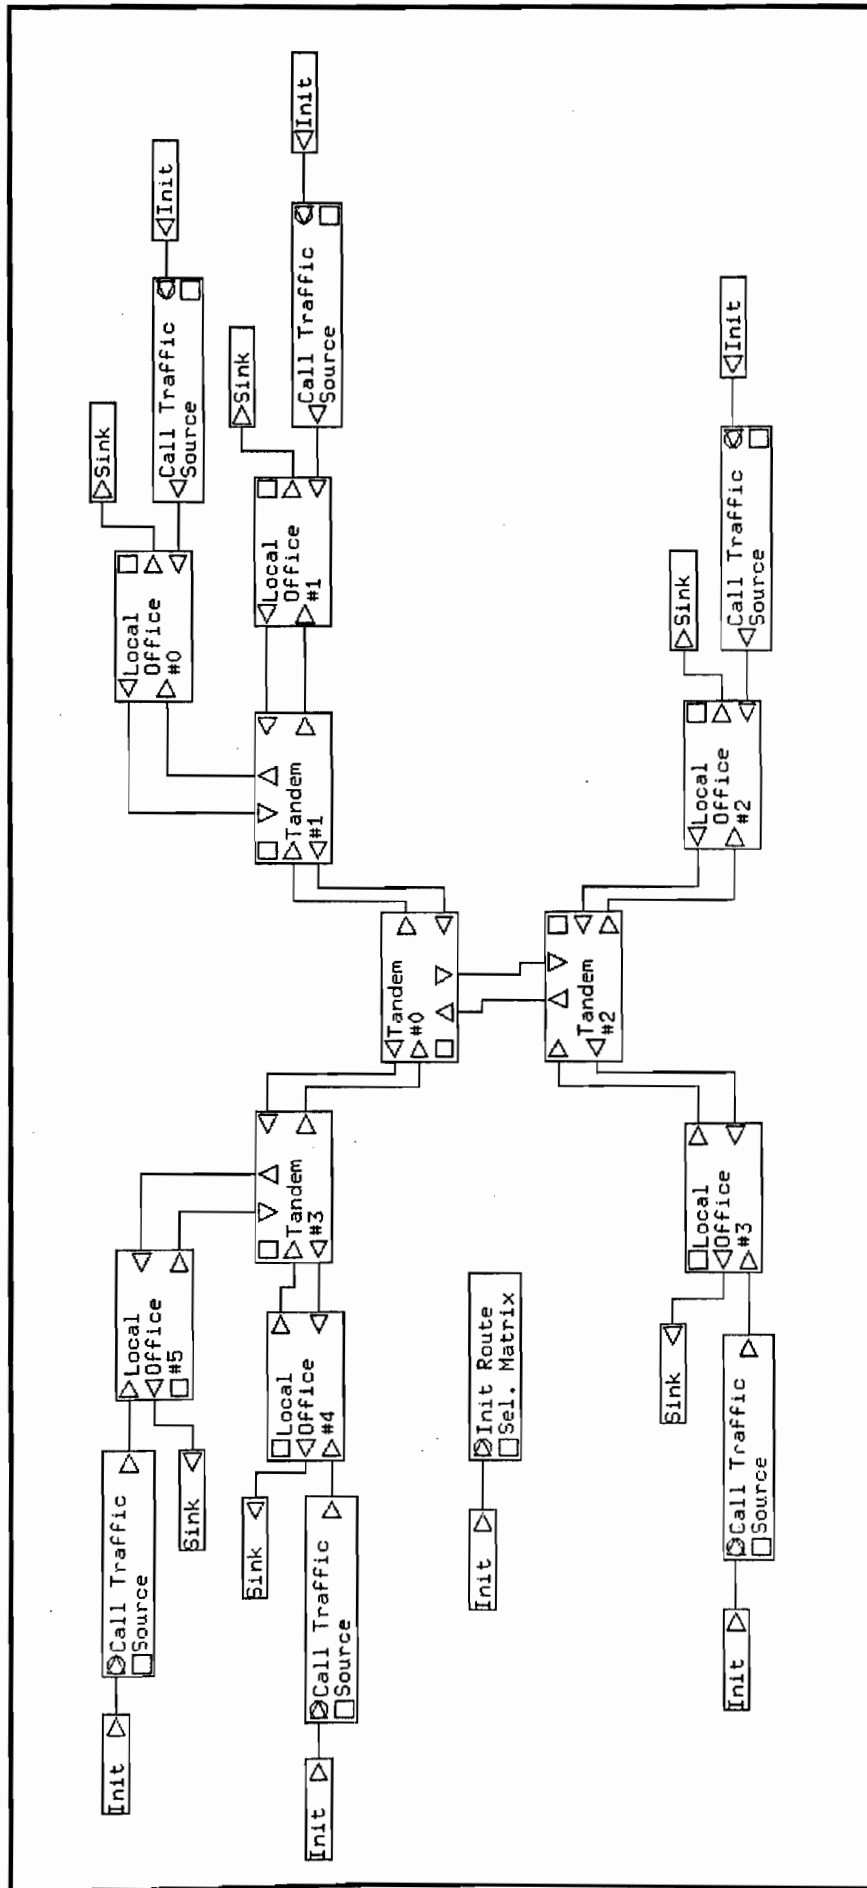 Init
Call Traffic
Source
Sink
Local
Office
#5
Local
Office
#0
Sink
Call Traffic
Source
Init
Init
Call Traffic
Source
Sink
Local
Office
#4
Tandem
#3
Tandem
#1
Local
Office
#1
Sink
Call Traffic
Source
Init
Tandem
#0
Init
Init Route
Sel. Matrix
Tandem
#2
Init
Call Traffic
Source
Sink
Local
Office
#3
Local
Office
#2
Sink
Call Traffic
Source
Init